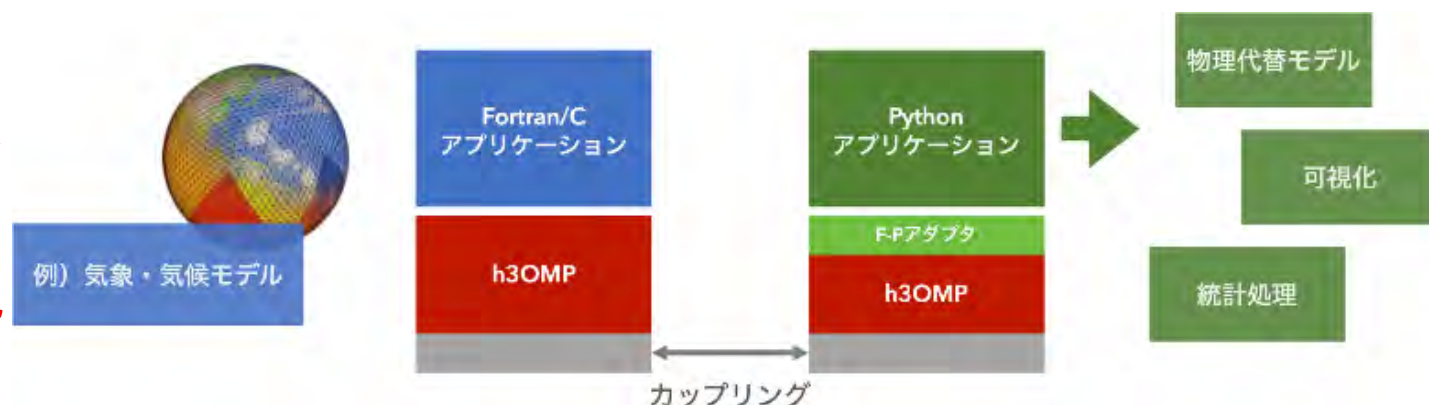 例）気象・気候モデル
Fortran/C
アプリケーション
h3OMP
カップリング
Python
アプリケーション
F-Pアダプタ
h3OMP
物理代替モデル
可視化
統計処理